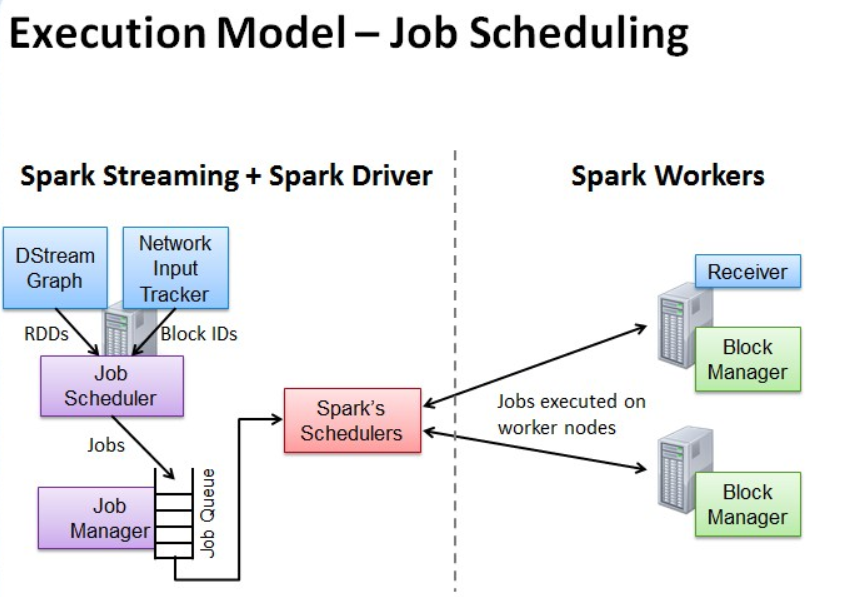 Execution Model – Job Scheduling
Spark Streaming + Spark Driver
Spark Workers
DStream
Graph
Network
Input
Tracker
Receiver
RDDs
Block IDs
Block
Manager
Job
Scheduler
Spark's
Schedulers
Jobs executed on
worker nodes
Jobs
Job
Manager
Job Queue
Block
Manager